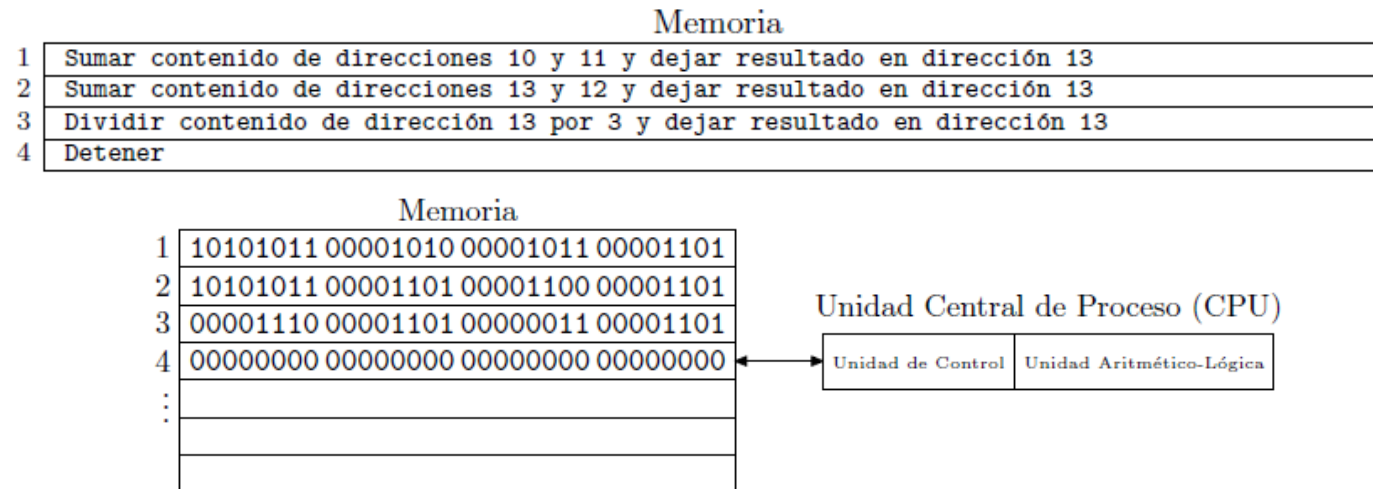 Memoria
1 Sumar contenido de direcciones 10 y 11 y dejar resultado en dirección 13
2 Sumar contenido de direcciones 13 y 12 y dejar resultado en dirección 13
3 Dividir contenido de dirección 13 por 3 y dejar resultado en dirección 13
4 Detener
Memoria
1 10101011 00001010 00001011 00001101
2 10101011 00001101 00001100 00001101
3 00001110 00001101 00000011 00001101
4 00000000 00000000 00000000 00000000
⋮
Unidad Central de Proceso (CPU)
Unidad de Control Unidad Aritmético-Lógica